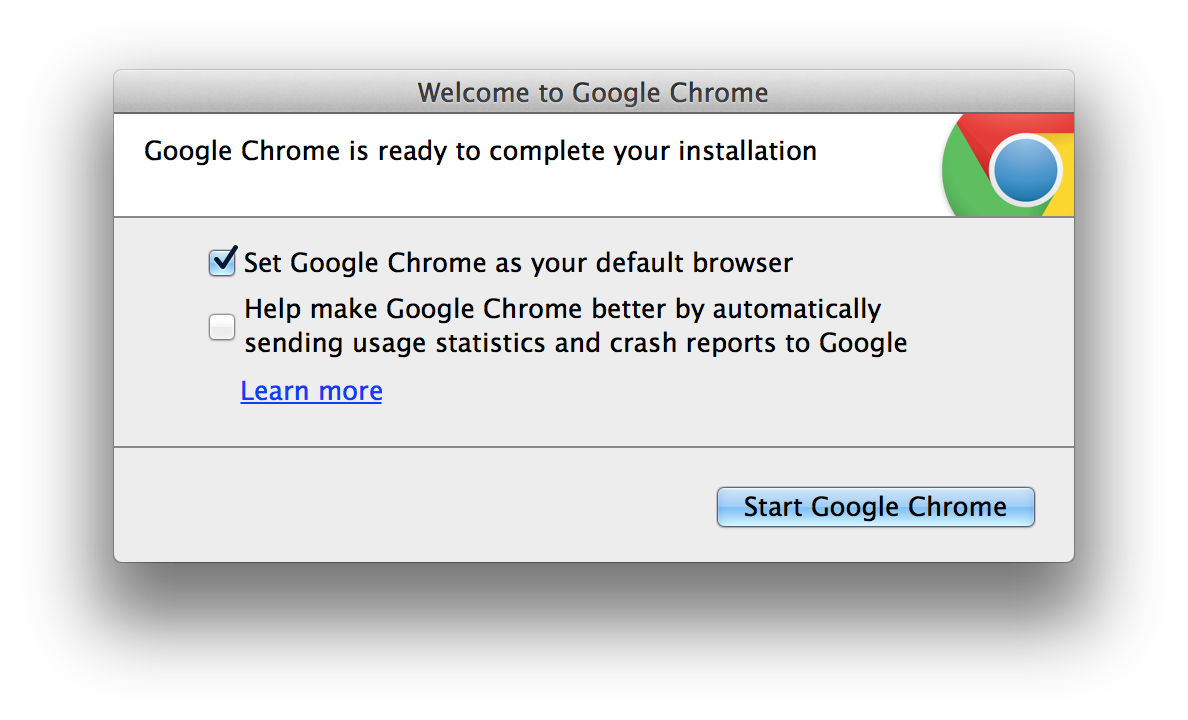 Welcome to Google Chrome
Google Chrome is ready to complete your installation
Set Google Chrome as your default browser
Help make Google Chrome better by automatically
sending usage statistics and crash reports to Google
Learn more
Start Google Chrome